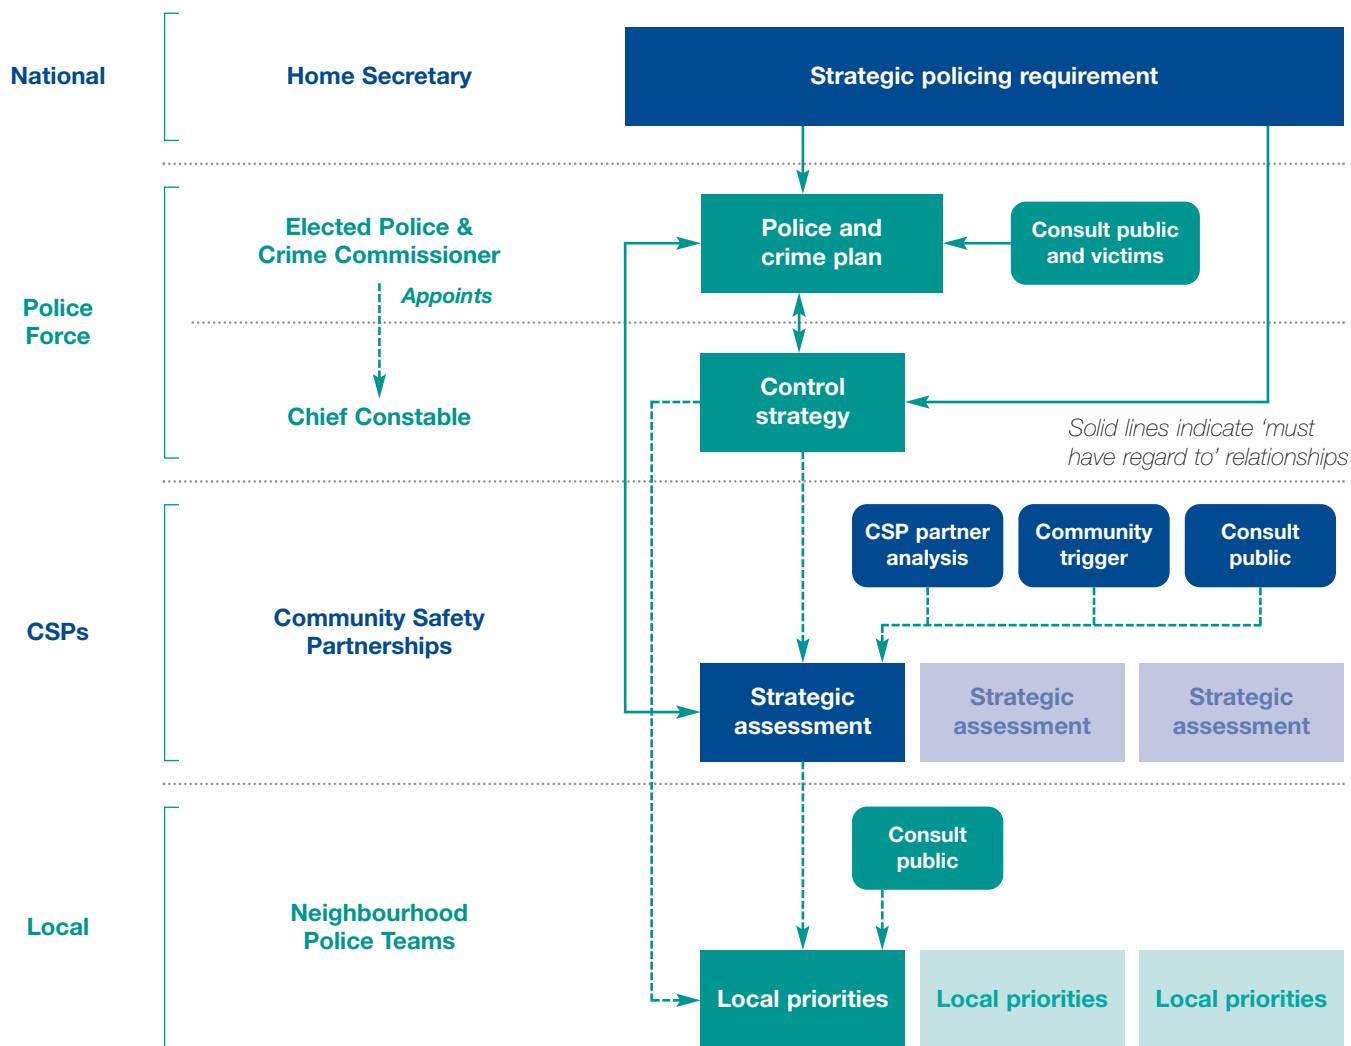 National
Home Secretary
Strategic policing requirement
Elected Police &
Crime Commissioner
Police and
crime plan
Consult public
and victims
Appoints
Police
Force
Chief Constable
Control
strategy
Solid lines indicate ‘must
have regard to’ relationships
CSP partner
analysis
Community
trigger
Consult
public
CSPs
Community Safety
Partnerships
Strategic
assessment
Strategic
assessment
Strategic
assessment
Consult
public
Local
Neighbourhood
Police Teams
Local priorities
Local priorities
Local priorities